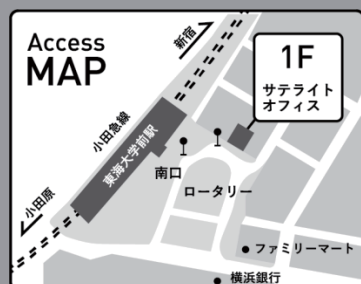 Access
MAP
新宿
1F
サテライト
オフィス
小田急線
東海大学前駅
南口
ロータリー
小田原
ファミリーマート
横浜銀行